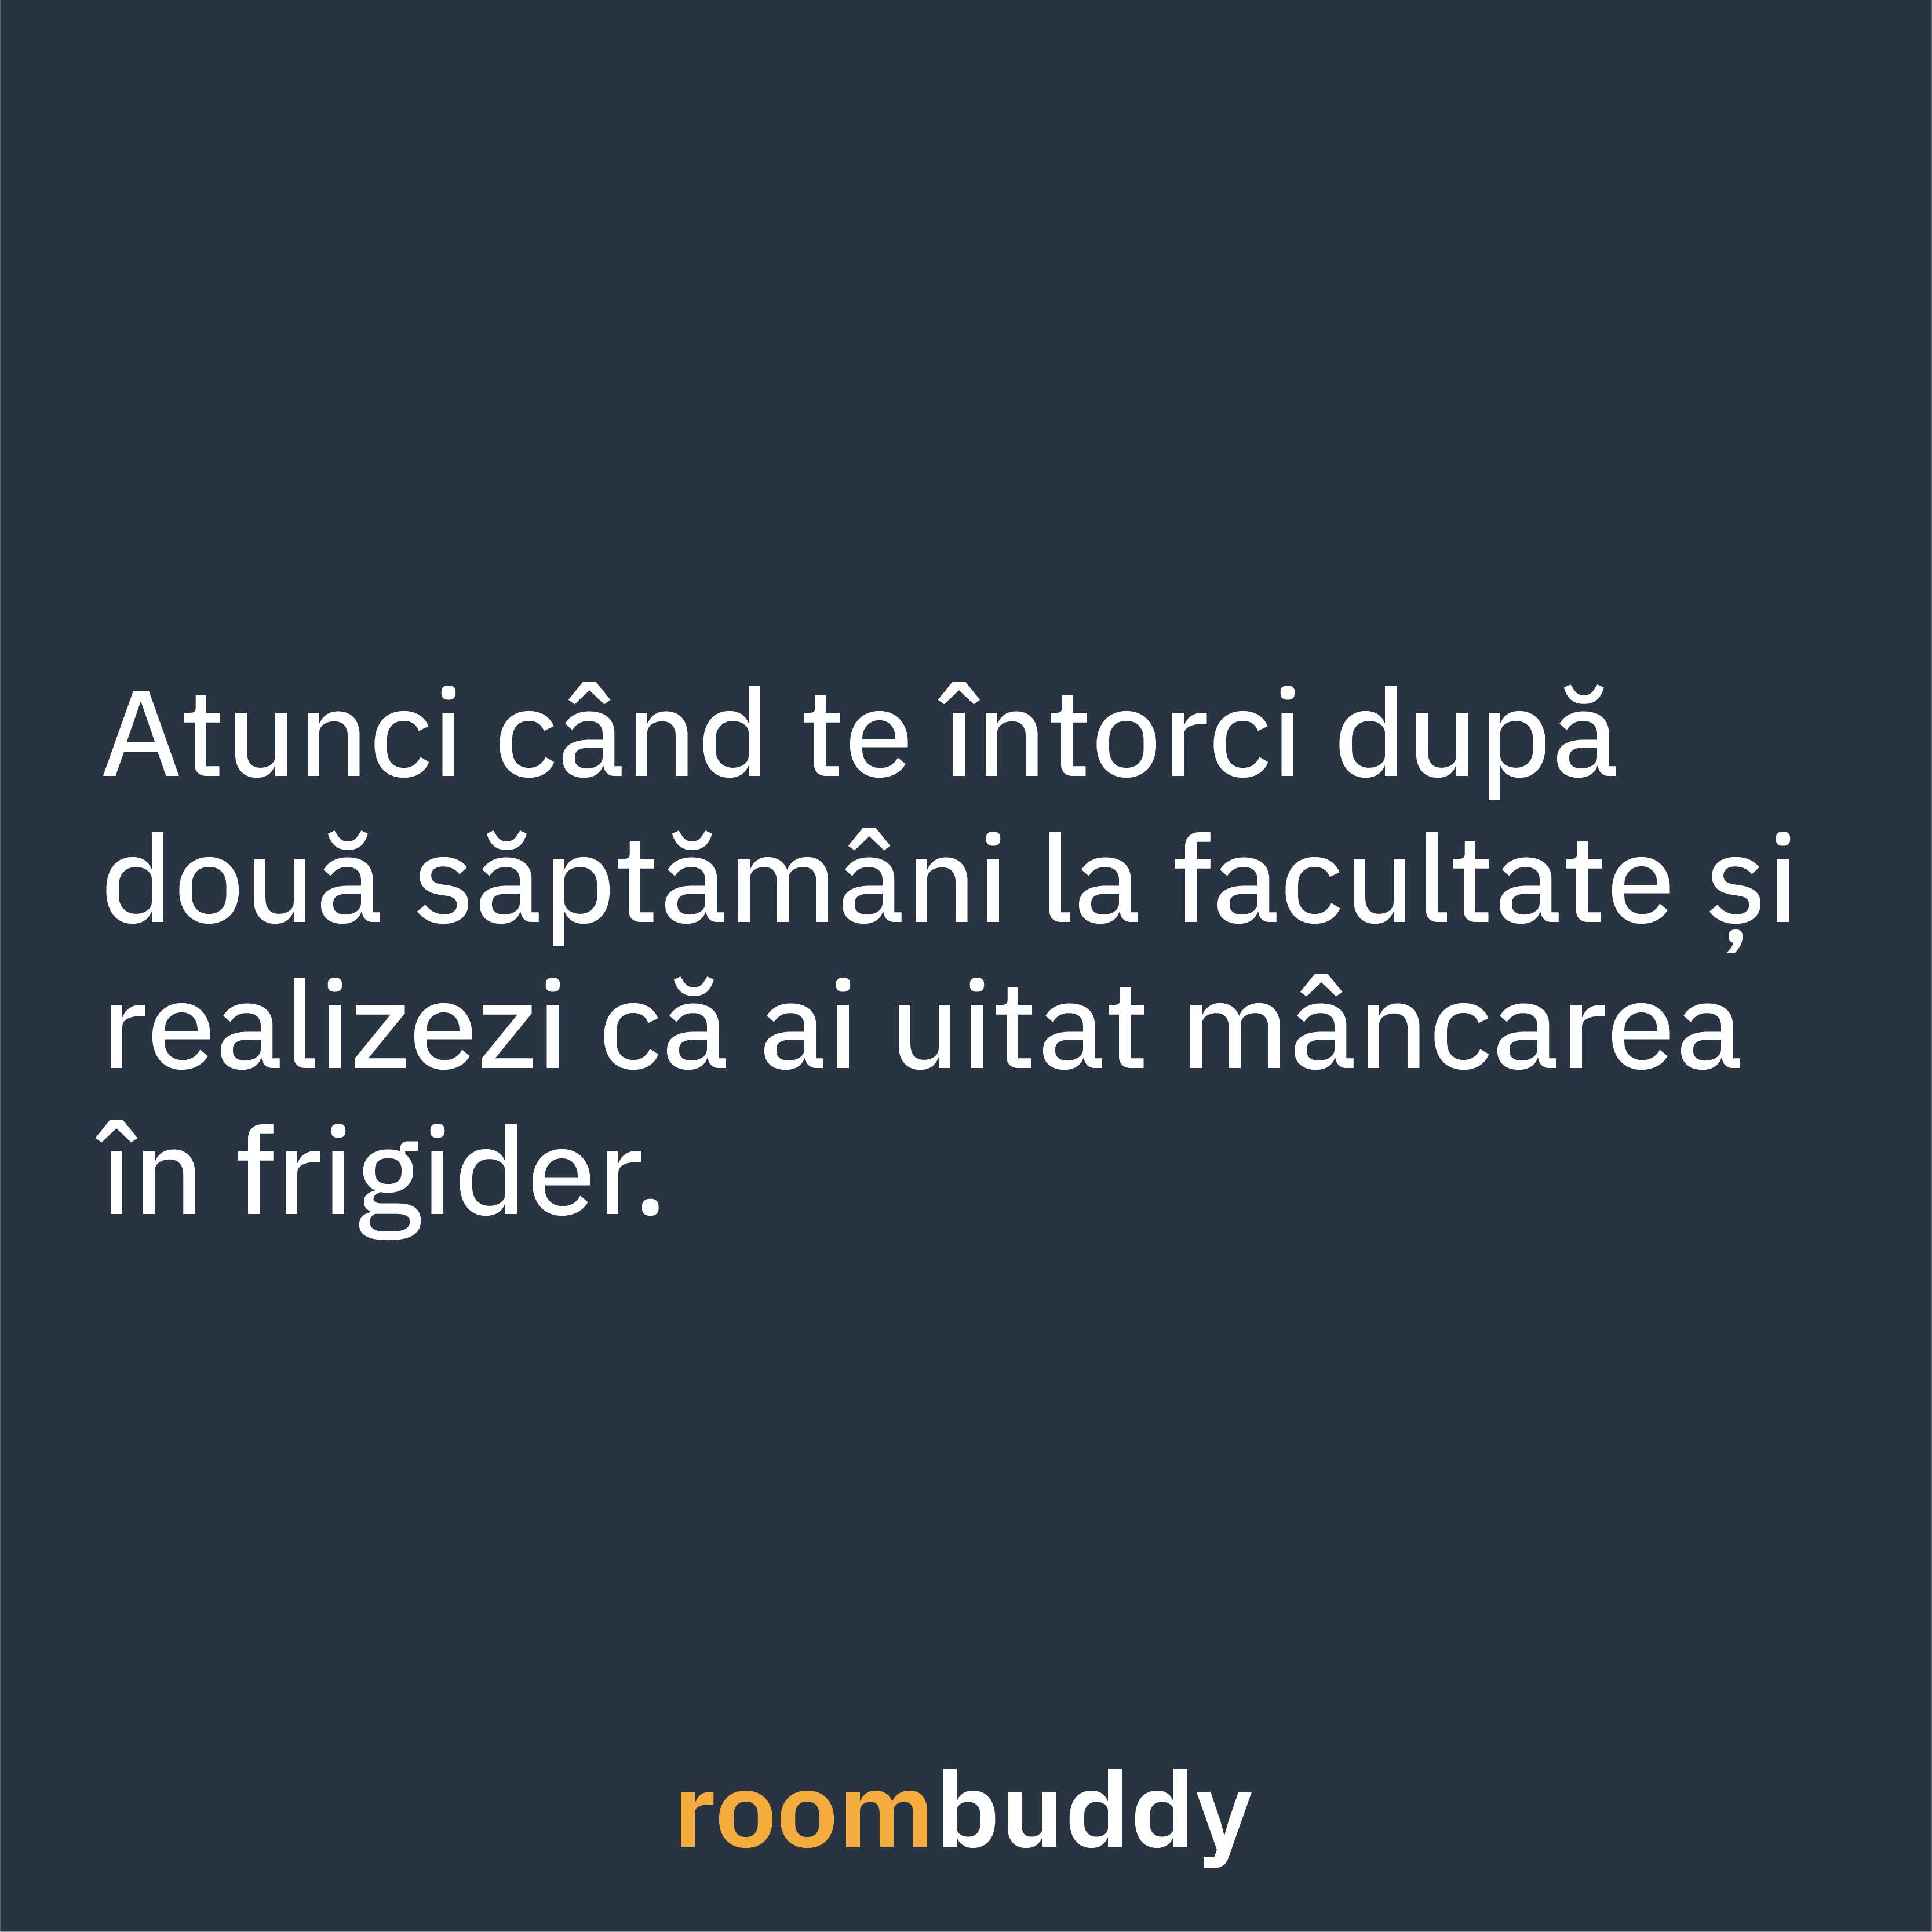 Atunci când te întorci după
două săptămâni la facultate și
realizezi că ai uitat mâncarea
în frigider.
roombuddy